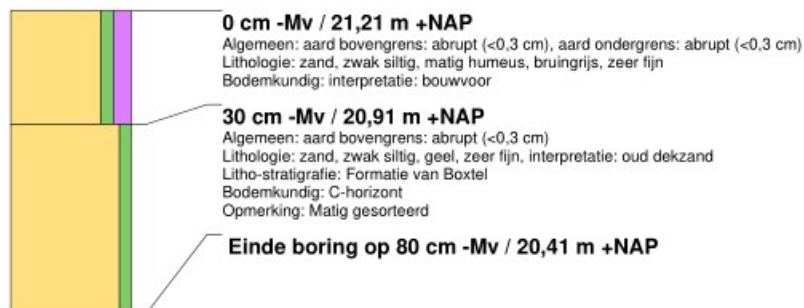 0 cm -Mv / 21,21 m +NAP
Algemeen: aard bovengrens: abrupt (<0,3 cm), aard ondergrens: abrupt (<0,3 cm)
Lithologie: zand, zwak siltig, matig humeus, bruingrijs, zeer fijn
Bodemkundig: interpretatie: bouwvoor
30 cm -Mv / 20,91 m +NAP
Algemeen: aard bovengrens: abrupt (<0,3 cm)
Lithologie: zand, zwak siltig, geel, zeer fijn, interpretatie: oud dekzand
Litho-stratigrafie: Formatie van Boxtel
Bodemkundig: C-horizont
Opmerking: Matig gesorteerd
Einde boring op 80 cm -Mv / 20,41 m +NAP